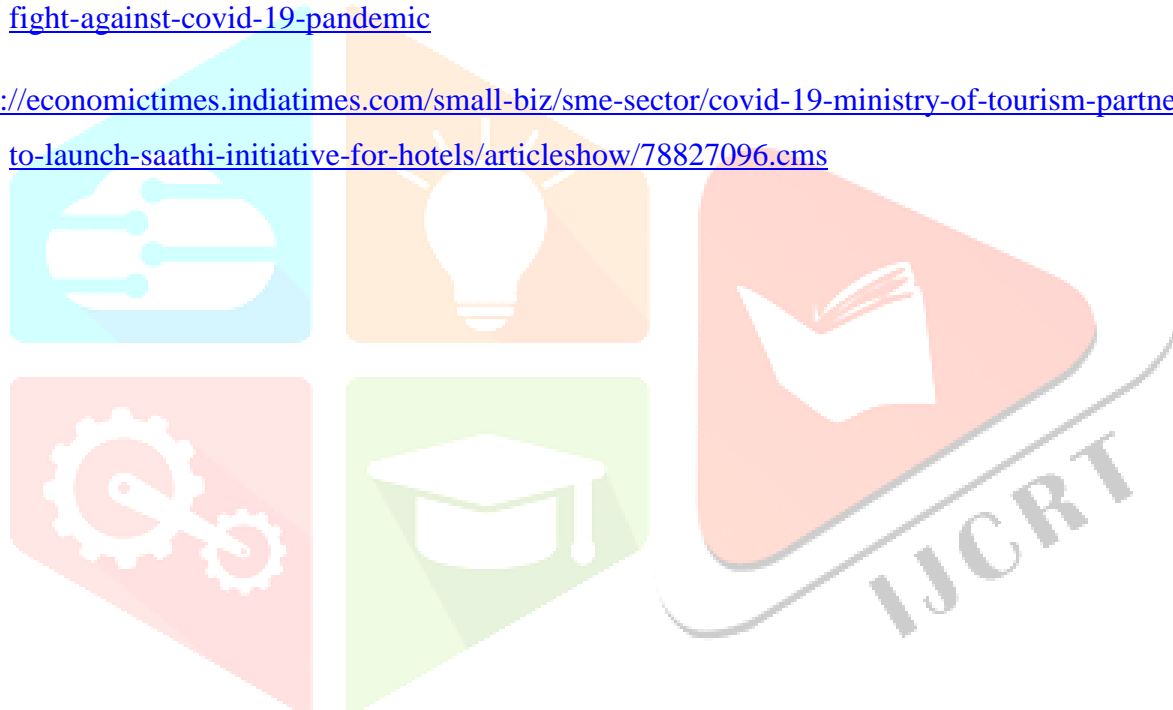 fight-against-covid-19-pandemic
://economictimes.indiatimes.com/small-biz/sme-sector/covid-19-ministry-of-tourism-partne
to-launch-saathi-initiative-for-hotels/articleshow/78827096.cms
IJCRT